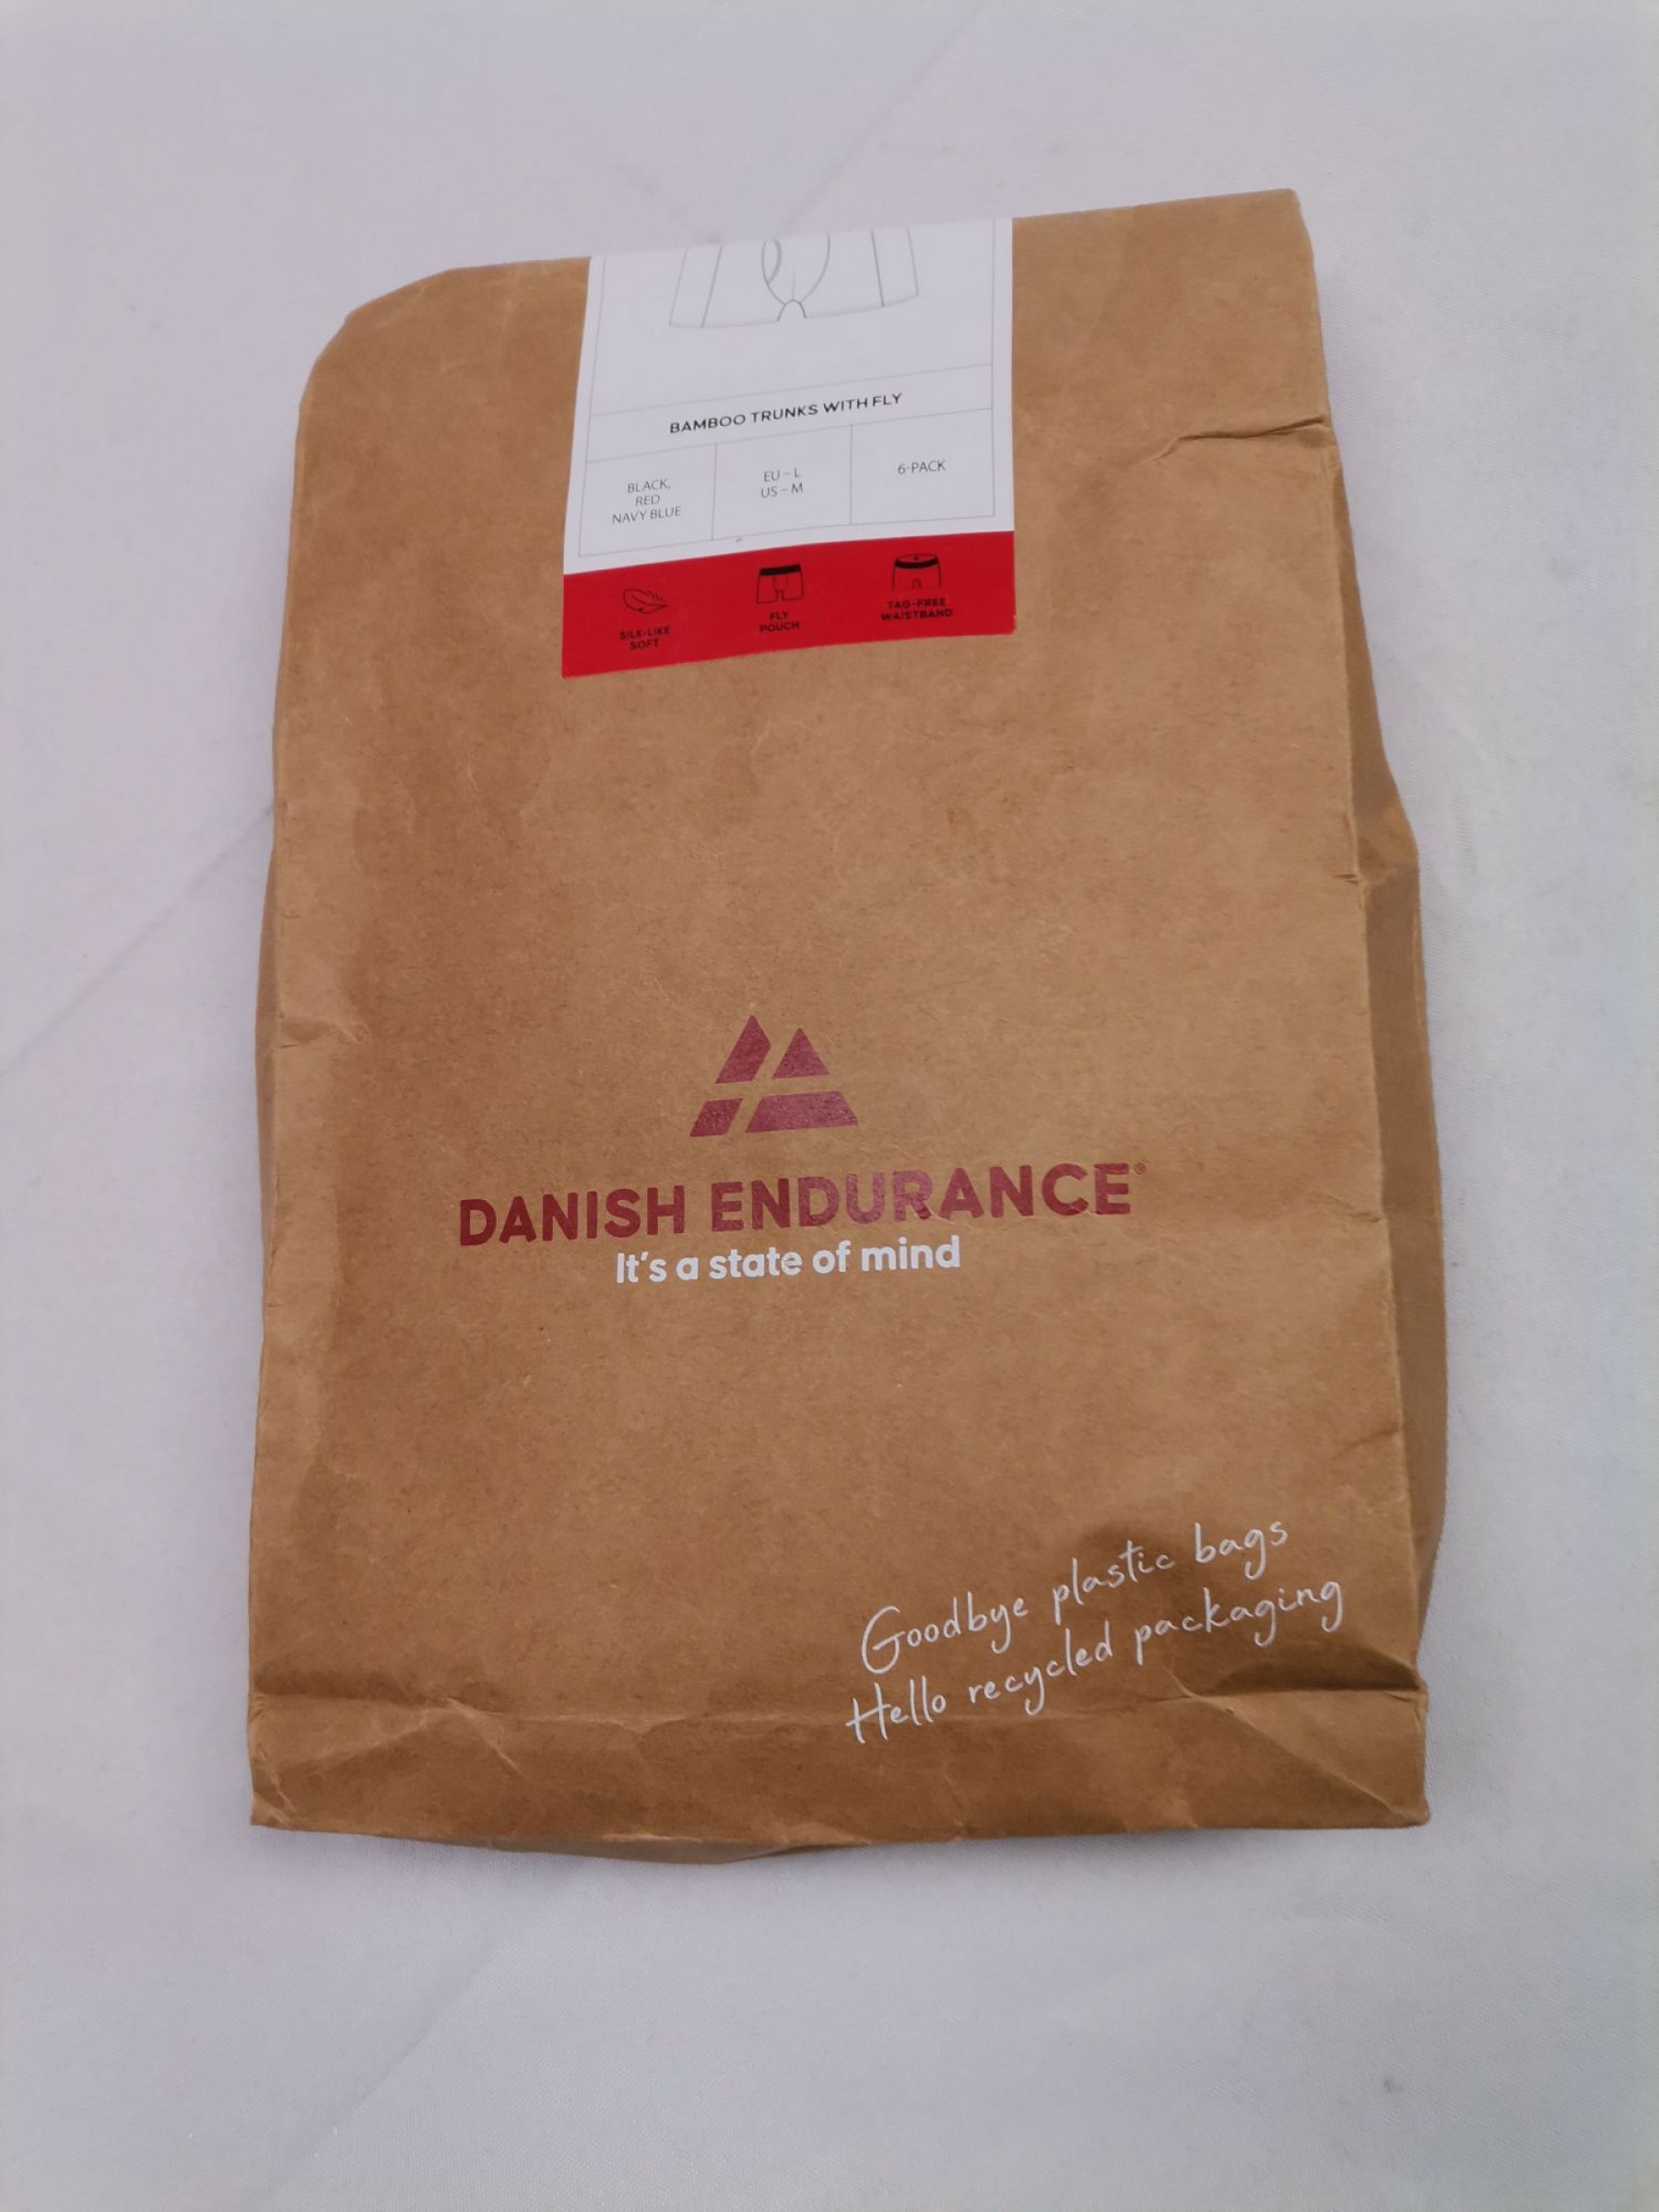 BAMBOO TRUNKS WITH FLY
BLACK,
RED
NAVY BLUE
EU – L
US – M
6-PACK
SILK-LIKE
SOFT
FLY
POUCH
TAG-FREE
WAISTBAND
DANISH ENDURANCE®
It's a state of mind
Goodbye plastic bags
Hello recycled packaging